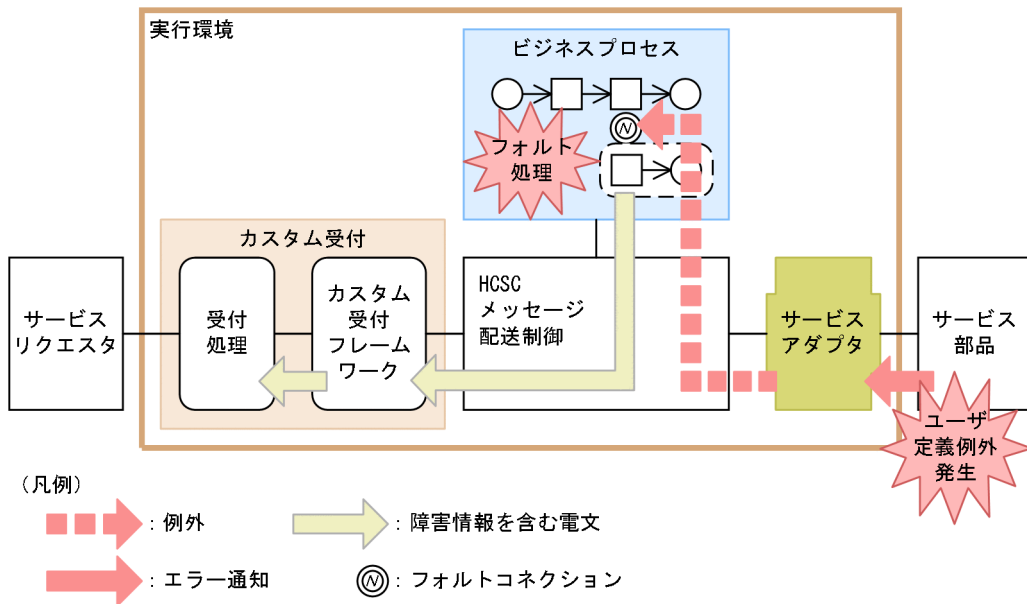 実行環境
ビジネスプロセス
フォルト
処理
カスタム受付
サービス
リクエスタ
受付
処理
カスタム
受付
フレーム
ワーク
HCSC
メッセージ
配送制御
サービス
アダプタ
サービス
部品
ユーザ
定義例外
発生
(凡例)
: 例外
: 障害情報を含む電文
: エラー通知
N : フォルトコネクション